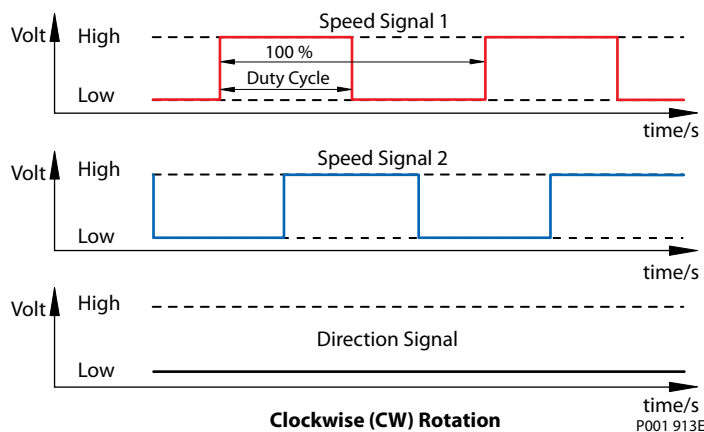 Speed Signal 1
Volt High
100 %
Duty Cycle
Low
time/s
Speed Signal 2
Volt High
Low
time/s
Volt High
Direction Signal
Low
time/s
Clockwise (CW) Rotation
P001 913E